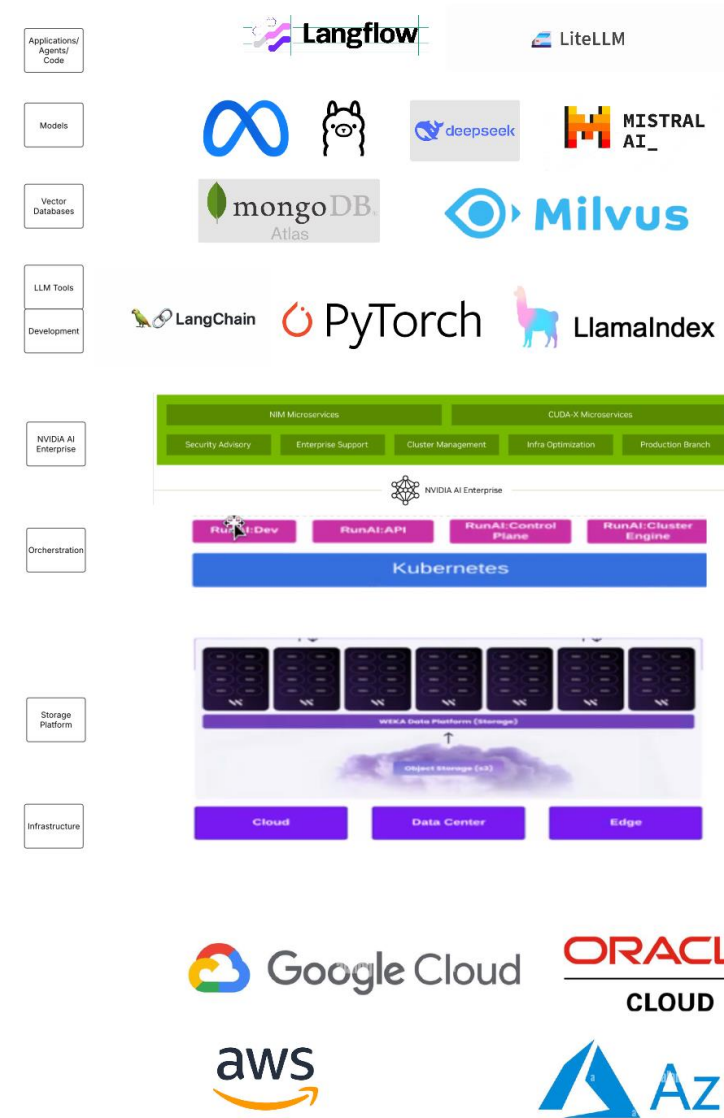 Applications/
Agents/
Code
Langflow
LiteLLM
Models
deepseek
MISTRAL
AI_
Vector
Databases
mongoDB.
Atlas
Milvus
LLM Tools
Development
LangChain
PyTorch
LlamaIndex
NVIDiA AI
Enterprise
NIM Microservices
CUDA-X Microservices
Security Advisory
Enterprise Support
Cluster Management
Infra Optimization
Production Branch
NVIDIA AI Enterprise
Orcherstration
RunAI:Dev
RunAI:API
RunAI:Control
Plane
RunAI:Cluster
Engine
Kubernetes
Storage
Platform
WEKA Data Platform (Storage)
Object Storage (s3)
Infrastructure
Cloud
Data Center
Edge
Google Cloud
ORACL
CLOUD
aws
Az